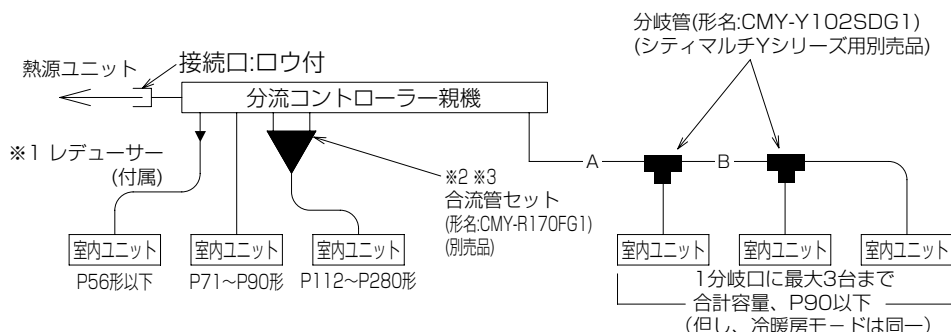 分岐管(形名:CMY-Y102SDG1)
(シティマルチYシリーズ用別売品)
熱源ユニット
接続口:ロウ付
分流コントローラー親機
※1 レデューサー
(付属)
A
B
※2 ※3
合流管セット
(形名:CMY-R170FG1)
(別売品)
室内ユニット
室内ユニット
室内ユニット
室内ユニット
室内ユニット
室内ユニット
P56形以下
P71〜P90形
P112〜P280形
1分岐口に最大3台まで
合計容量、P90以下
(但し、冷暖房モードは同一)